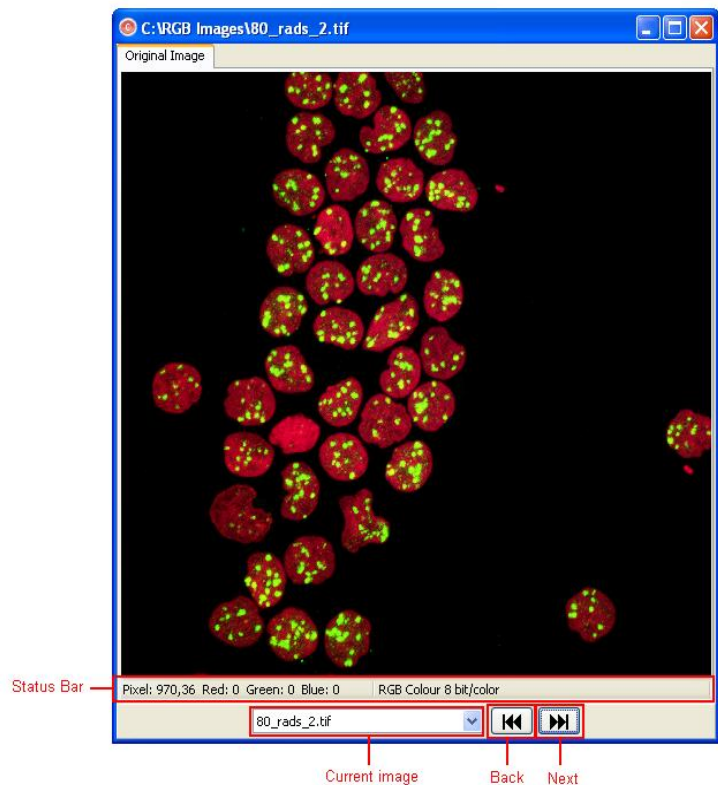 C:\RGB Images\80_rads_2.tif
Original Image
Status Bar
Pixel: 970,36 Red: 0 Green: 0 Blue: 0 RGB Colour 8 bit/color
80_rads_2.tif
Current image Back Next